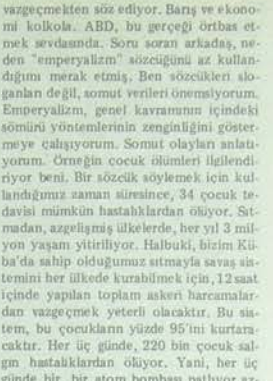 vazgeçmekten söz ediyor. Barış ve ekono-
mi kolkola. ABD, bu gerçeği örtbas et-
mek sevdasında. Soru soran arkadaş, ne-
den "emperyalizm" sözcüğünü az kullan-
dığımı merak etmiş. Ben sözcükleri slo-
ganları değil, somut verileri önemsiyorum.
Emperyalizm, genel kavramının içindeki
sömürü yöntemlerinin zenginliğini göster-
meye çalışıyorum. Somut olayları anlatı-
yorum. Örneğin çocuk ölümleri ilgilendi-
riyor beni. Bir sözcük söylemek için kul-
landığımız zaman süresince, 34 çocuk te-
davisi mümkün hastalıklardan ölüyor. Sıt-
madan, azgelişmiş ülkelerde, her yıl 3 mil-
yon yaşam yitiriliyor. Halbuki, bizim Kü-
ba'da sahip olduğumuz sıtmayla savaş sis-
temini her ülkede kurabilmek için, 12 saat
içinde yapılan toplam askeri harcamalar-
dan vazgeçmek yeterli olacaktır. Bu sis-
tem, bu çocukların yüzde 95'ini kurtara-
caktır. Her üç günde, 220 bin çocuk sal-
gın hastalıklardan ölüyor. Yani, her üç
günde bir, bir atom bombası patlıyor az-